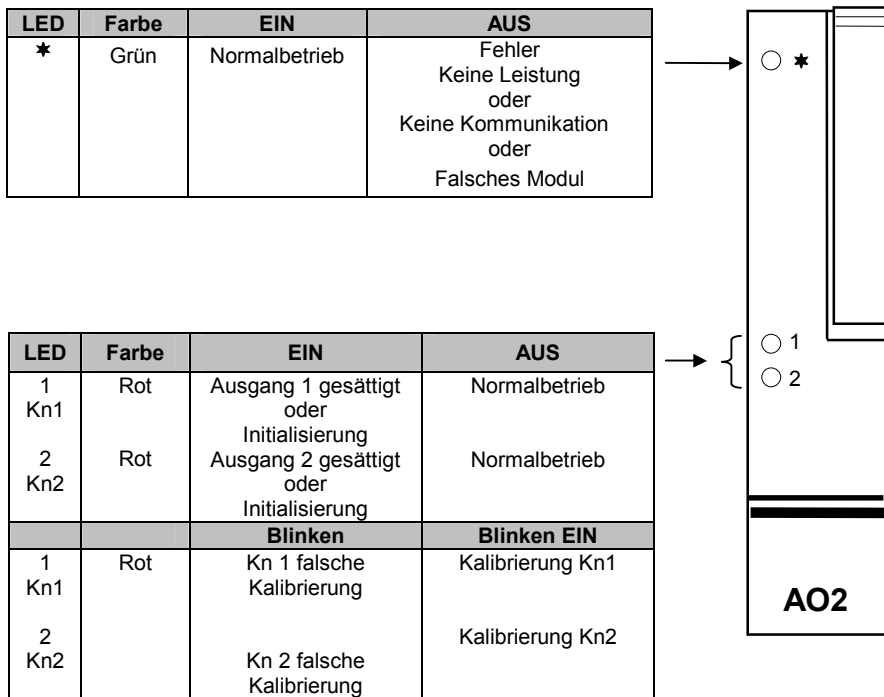 LED Farbe EIN AUS
✶ Grün Normalbetrieb Fehler
Keine Leistung
oder
Keine Kommunikation
oder
Falsches Modul
✶
LED Farbe EIN AUS
1 Rot Ausgang 1 gesättigt Normalbetrieb
Kn1 oder
Initialisierung
2 Rot Ausgang 2 gesättigt Normalbetrieb
Kn2 oder
Initialisierung
Blinken Blinken EIN
1 Rot Kn 1 falsche Kalibrierung Kn1
Kn1 Kalibrierung
2 Kalibrierung Kn2
Kn2 Kn 2 falsche
Kalibrierung
1
2
AO2